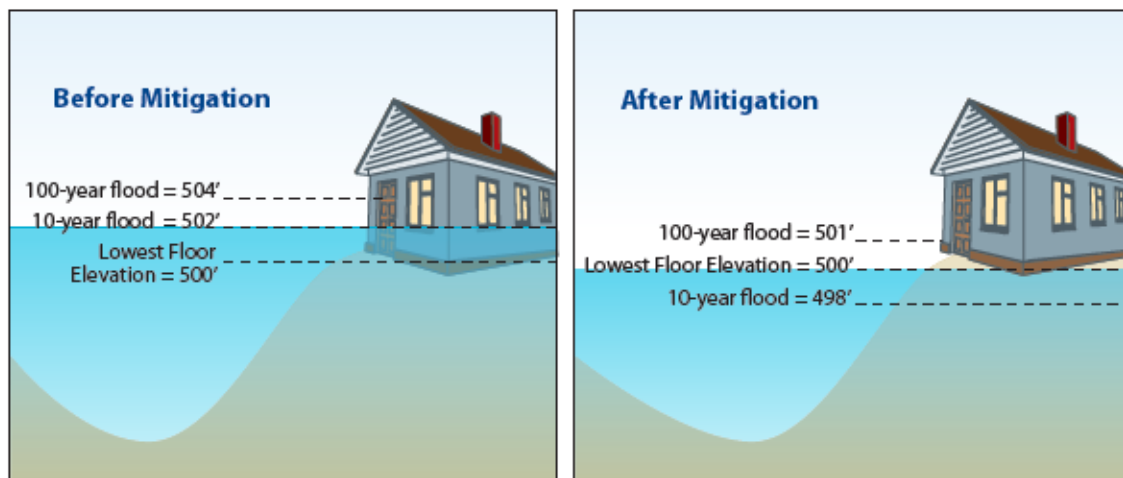 Before Mitigation
100-year flood = 504'
10-year flood = 502'
Lowest Floor
Elevation = 500'
After Mitigation
100-year flood = 501'
Lowest Floor Elevation = 500'
10-year flood = 498'